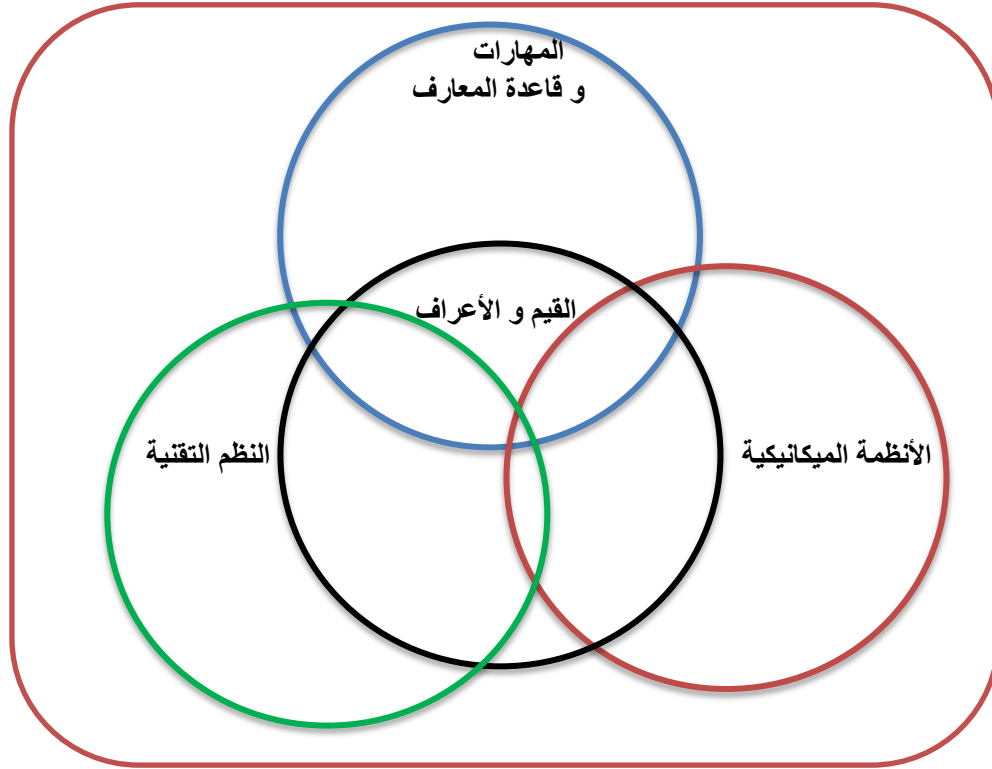 المهارات
و قاعدة المعارف
القيم و الأعراف
الأنظمة الميكانيكية
النظم التقنية